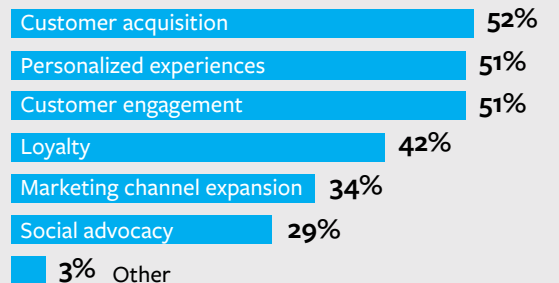 Customer acquisition 52%
Personalized experiences 51%
Customer engagement 51%
Loyalty 42%
Marketing channel expansion 34%
Social advocacy 29%
3% Other